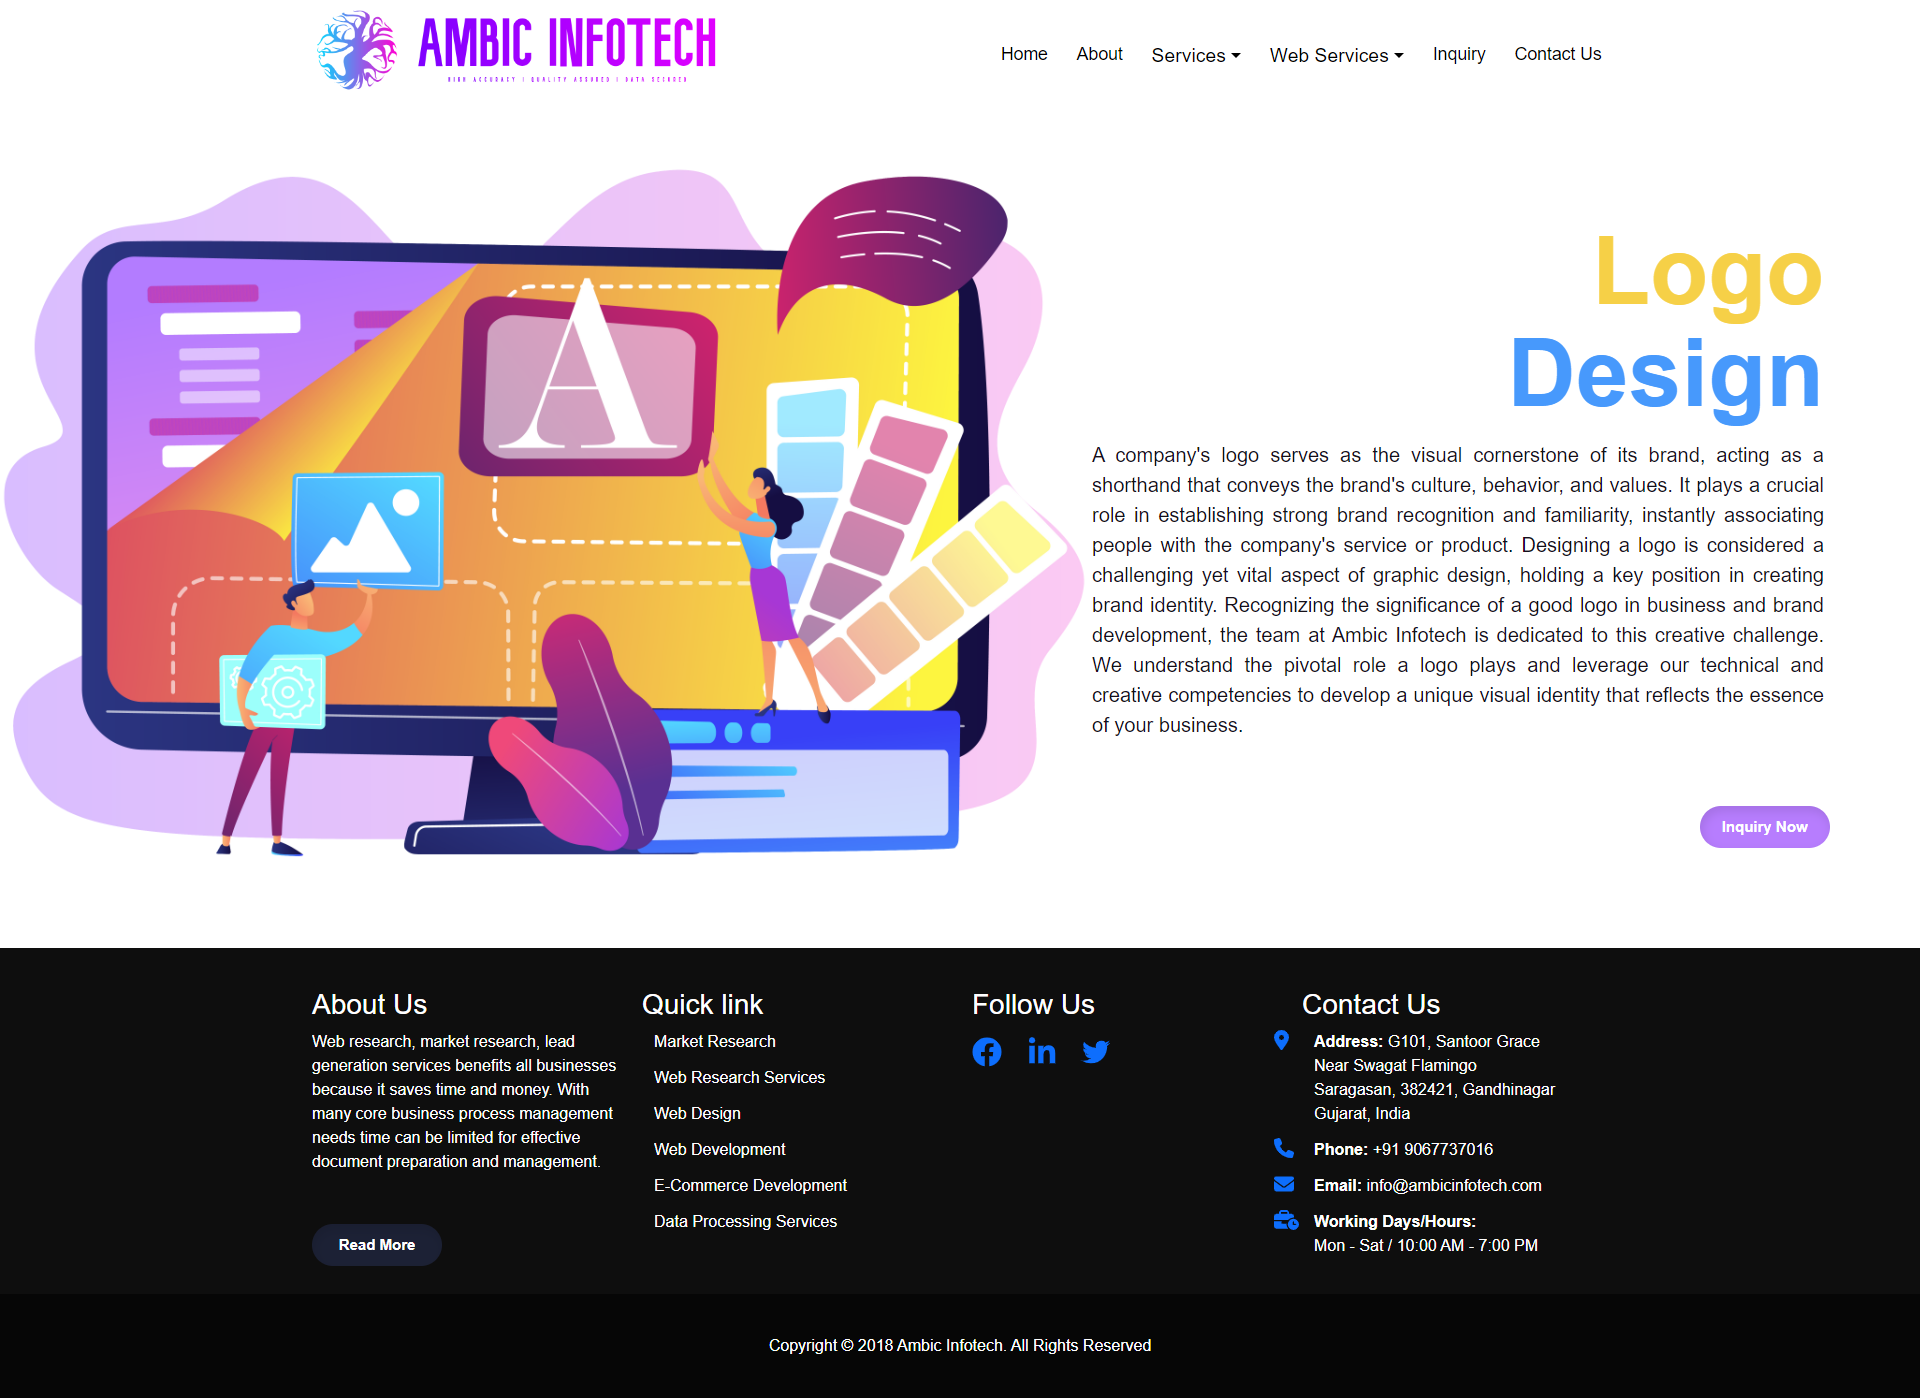 AMBIC INFOTECH
Home About Services Web Services Inquiry Contact Us
A
Logo
Design
A company's logo serves as the visual cornerstone of its brand, acting as a
shorthand that conveys the brand's culture, behavior, and values. It plays a crucial
role in establishing strong brand recognition and familiarity, instantly associating
people with the company's service or product. Designing a logo is considered a
challenging yet vital aspect of graphic design, holding a key position in creating
brand identity. Recognizing the significance of a good logo in business and brand
development, the team at Ambic Infotech is dedicated to this creative challenge.
We understand the pivotal role a logo plays and leverage our technical and
creative competencies to develop a unique visual identity that reflects the essence
of your business.
Inquiry Now
About Us
Web research, market research, lead
generation services benefits all businesses
because it saves time and money. With
many core business process management
needs time can be limited for effective
document preparation and management.
Read More
Quick link
Market Research
Web Research Services
Web Design
Web Development
E-Commerce Development
Data Processing Services
Follow Us
Contact Us
Address: G101, Santoor Grace
Near Swagat Flamingo
Saragasan, 382421, Gandhinagar
Gujarat, India
Phone: +91 9067737016
Email: info@ambicinfotech.com
Working Days/Hours:
Mon - Sat / 10:00 AM - 7:00 PM
Copyright © 2018 Ambic Infotech. All Rights Reserved